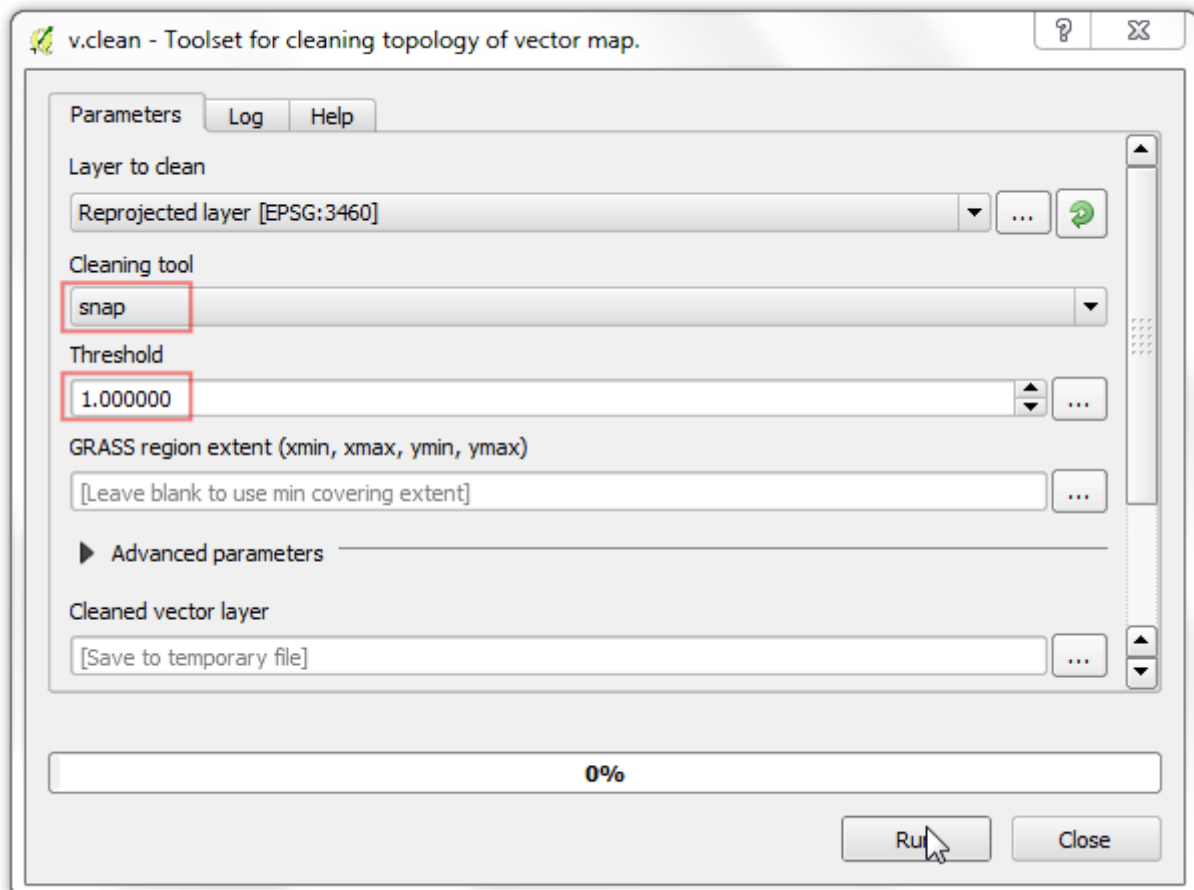 v.clean - Toolset for cleaning topology of vector map.
Parameters Log Help
Layer to clean
Reprojected layer [EPSG:3460]
...
Cleaning tool
snap
Threshold
1.000000
...
GRASS region extent (xmin, xmax, ymin, ymax)
[Leave blank to use min covering extent]
...
Advanced parameters
Cleaned vector layer
[Save to temporary file]
...
0%
Run Close